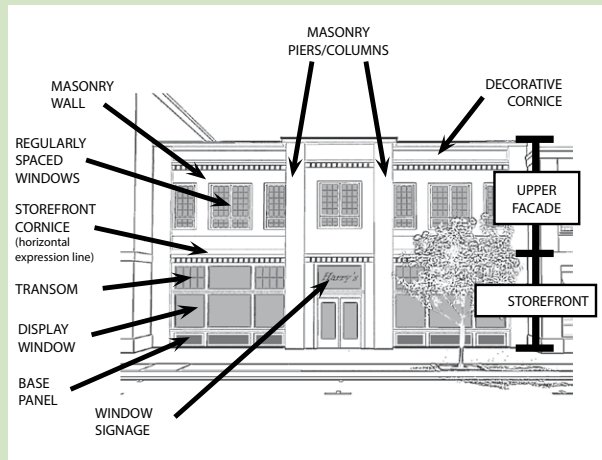 MASONRY
PIERS/COLUMNS
MASONRY
WALL
DECORATIVE
CORNICE
REGULARLY
SPACED
WINDOWS
UPPER
FACADE
STOREFRONT
CORNICE
(horizontal
expression line)
TRANSOM
Harry's
STOREFRONT
DISPLAY
WINDOW
BASE
PANEL
WINDOW
SIGNAGE